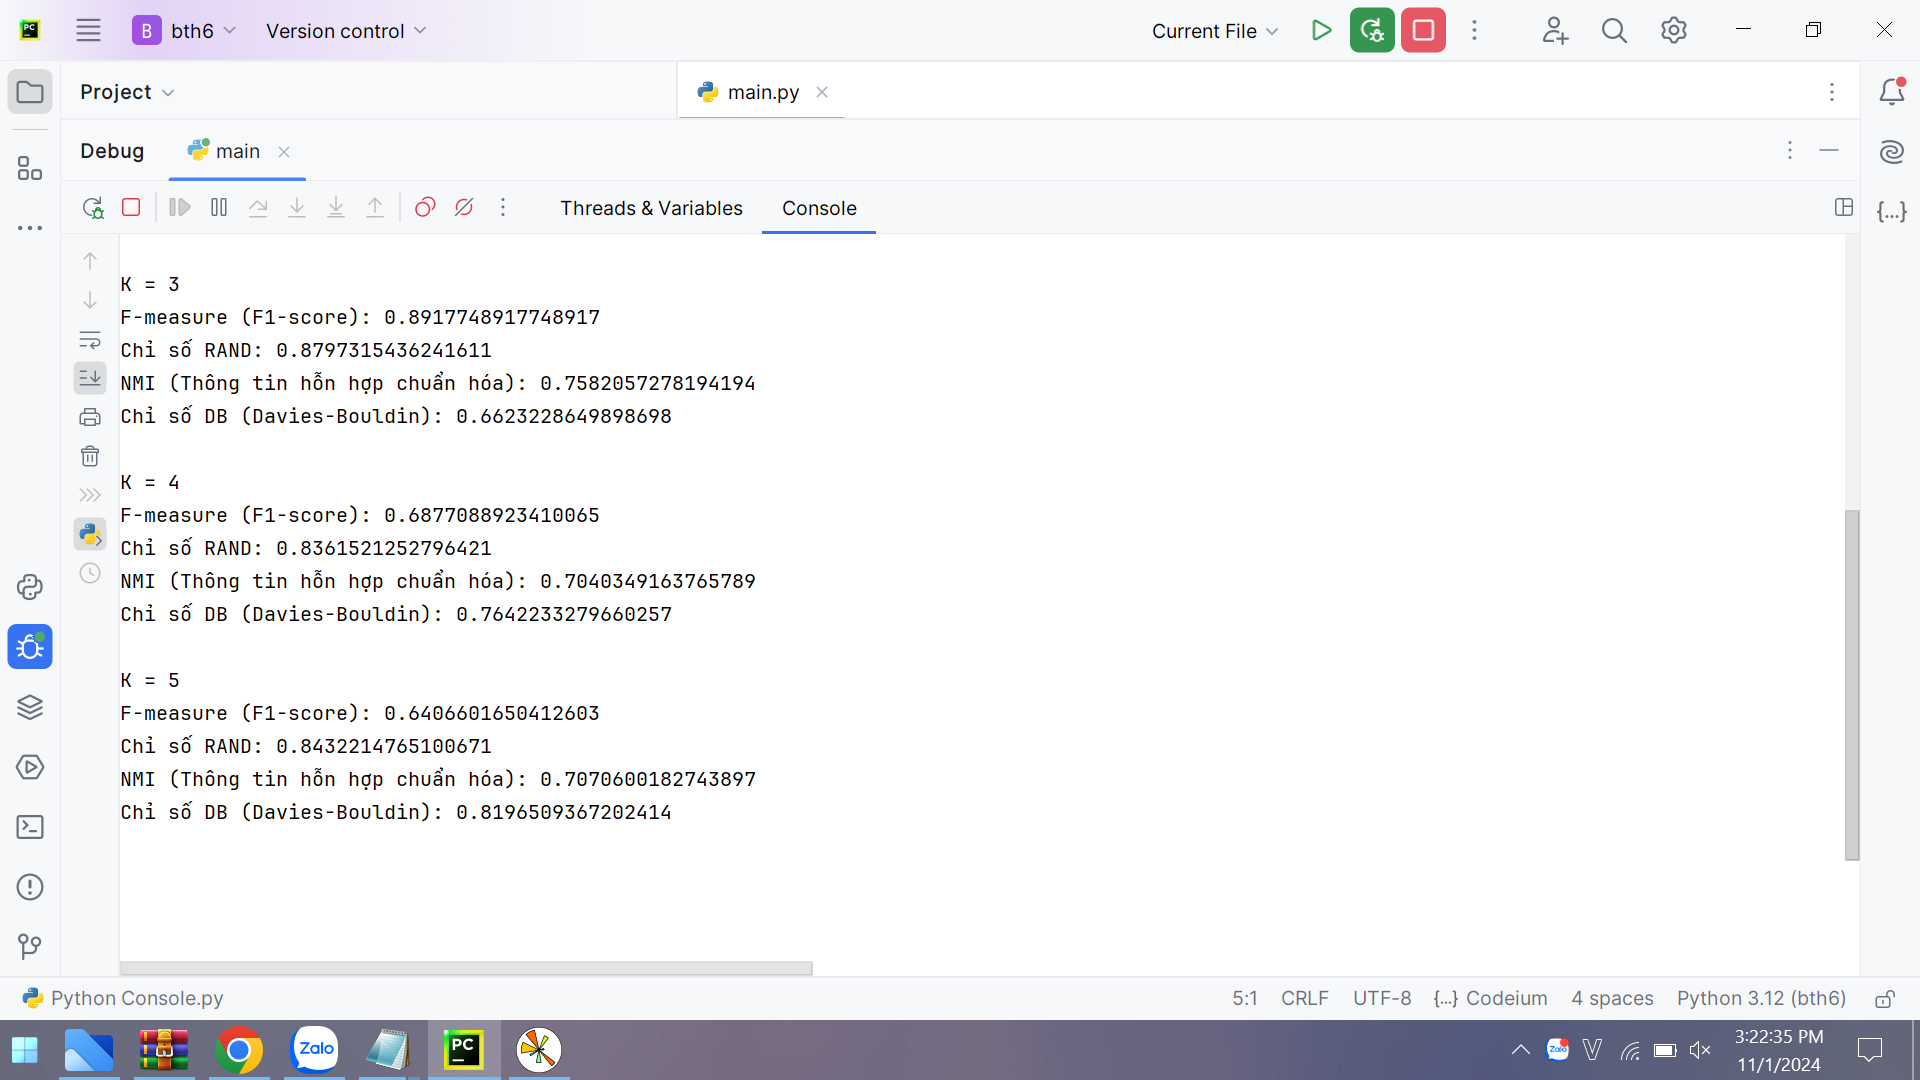 PC
B
bth6
Version control
Current File
Project
main.py
Debug
main
Threads & Variables
Console
{...}
K = 3
F-measure (F1-score): 0.8917748917748917
Chỉ số RAND: 0.8797315436241611
NMI (Thông tin hỗn hợp chuẩn hóa): 0.7582057278194194
Chỉ số DB (Davies-Bouldin): 0.6623228649898698
K = 4
F-measure (F1-score): 0.6877088923410065
Chỉ số RAND: 0.8361521252796421
NMI (Thông tin hỗn hợp chuẩn hóa): 0.7040349163765789
Chỉ số DB (Davies-Bouldin): 0.7642233279660257
K = 5
F-measure (F1-score): 0.6406601650412603
Chỉ số RAND: 0.8432214765100671
NMI (Thông tin hỗn hợp chuẩn hóa): 0.7070600182743897
Chỉ số DB (Davies-Bouldin): 0.8196509367202414
Python Console.py
5:1
CRLF
UTF-8
{...} Codeium
4 spaces
Python 3.12 (bth6)
Zalo
PC
Zalo
V
3:22:35 PM
11/1/2024